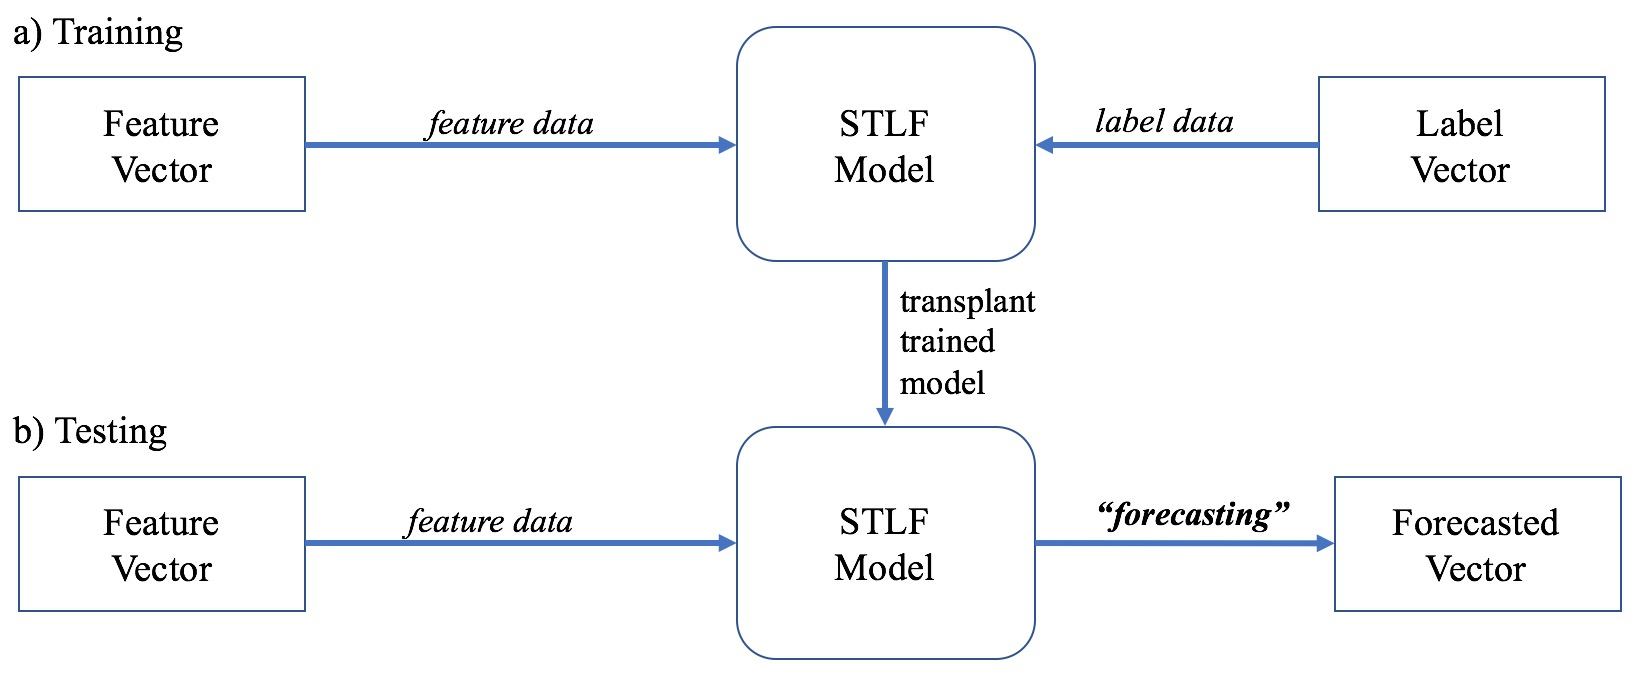 a) Training
Feature
Vector
feature data
STLF
Model
label data
Label
Vector
transplant
trained
model
b) Testing
Feature
Vector
feature data
STLF
Model
“forecasting”
Forecasted
Vector